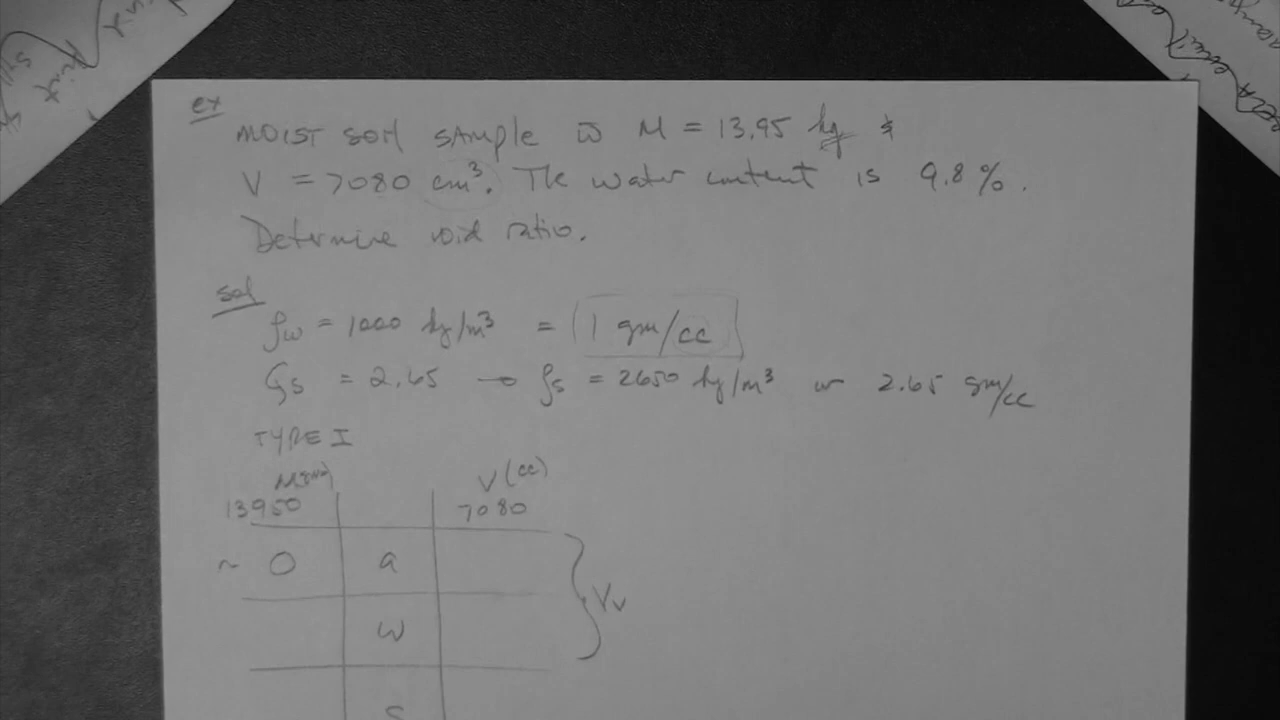 ex
MOIST SOIL SAMPLE w̄ M = 13.95 kg &
V = 7080 cm³. The water content is 9.8%.
Determine void ratio.
sol
ρw = 1000 kg/m³ = 1 gm/cc
Gs = 2.65 → ρs = 2650 kg/m³ or 2.65 gm/cc
TYPE I
M(gm) V(cc)
13950 7080
~ 0 a
Vv
w
s